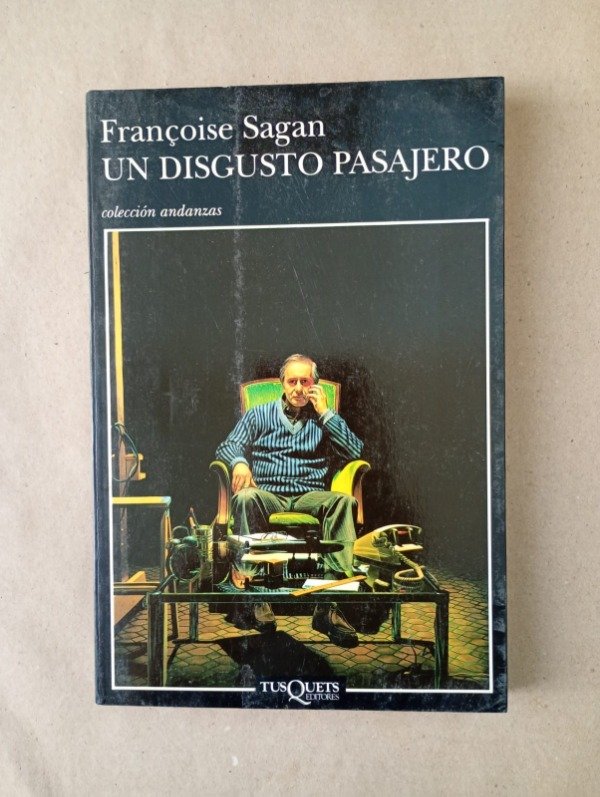 Françoise Sagan
UN DISGUSTO PASAJERO
colección andanzas
TUSQUETS
EDITORES